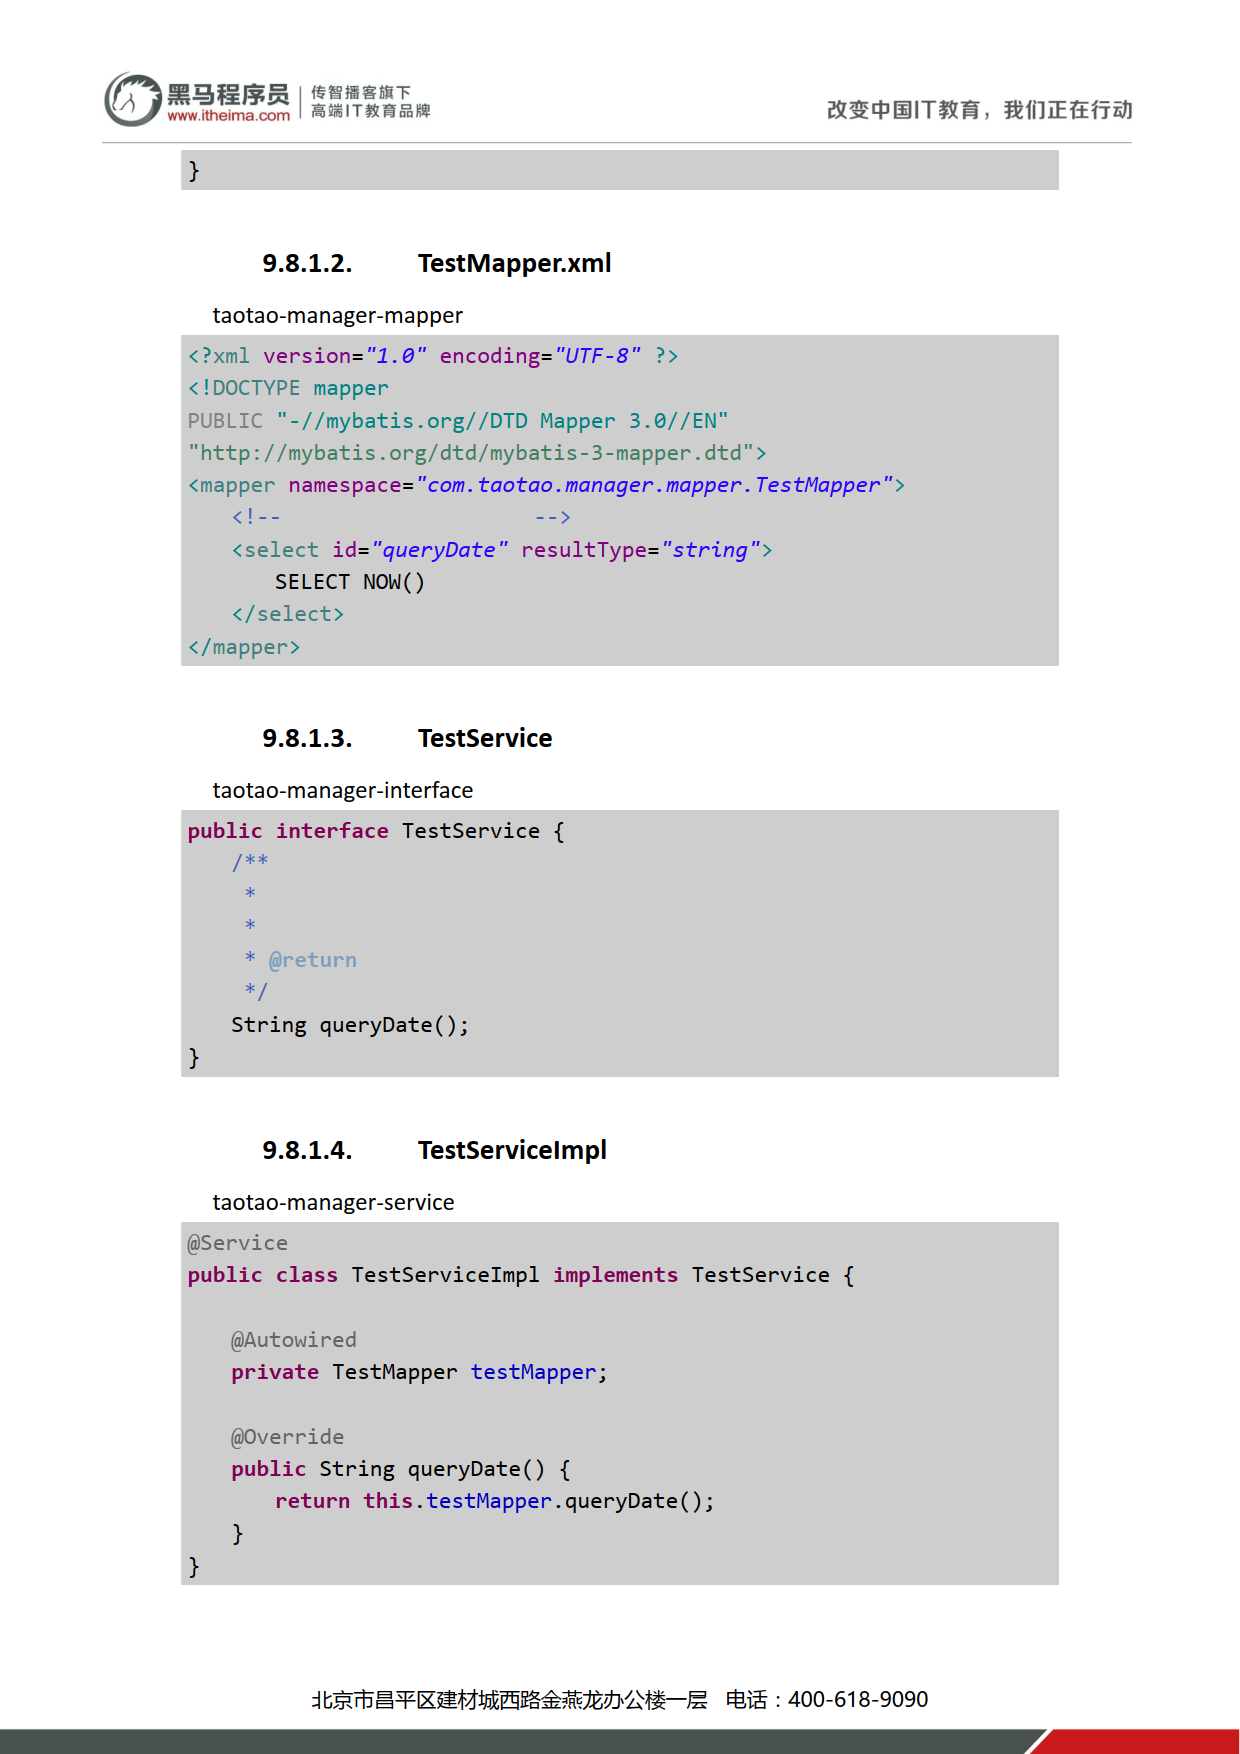 黑马程序员
www.itheima.com
传智播客旗下
高端IT教育品牌
改变中国IT教育，我们正在行动
}
9.8.1.2. TestMapper.xml
taotao-manager-mapper
<?xml version="1.0" encoding="UTF-8" ?>
<!DOCTYPE mapper
PUBLIC "-//mybatis.org//DTD Mapper 3.0//EN"
"http://mybatis.org/dtd/mybatis-3-mapper.dtd">
<mapper namespace="com.taotao.manager.mapper.TestMapper">
<!-- -->
<select id="queryDate" resultType="string">
SELECT NOW()
</select>
</mapper>
9.8.1.3. TestService
taotao-manager-interface
public interface TestService {
/**
*
*
* @return
*/
String queryDate();
}
9.8.1.4. TestServiceImpl
taotao-manager-service
@Service
public class TestServiceImpl implements TestService {
@Autowired
private TestMapper testMapper;
@Override
public String queryDate() {
return this.testMapper.queryDate();
}
}
北京市昌平区建材城西路金燕龙办公楼一层 电话：400-618-9090